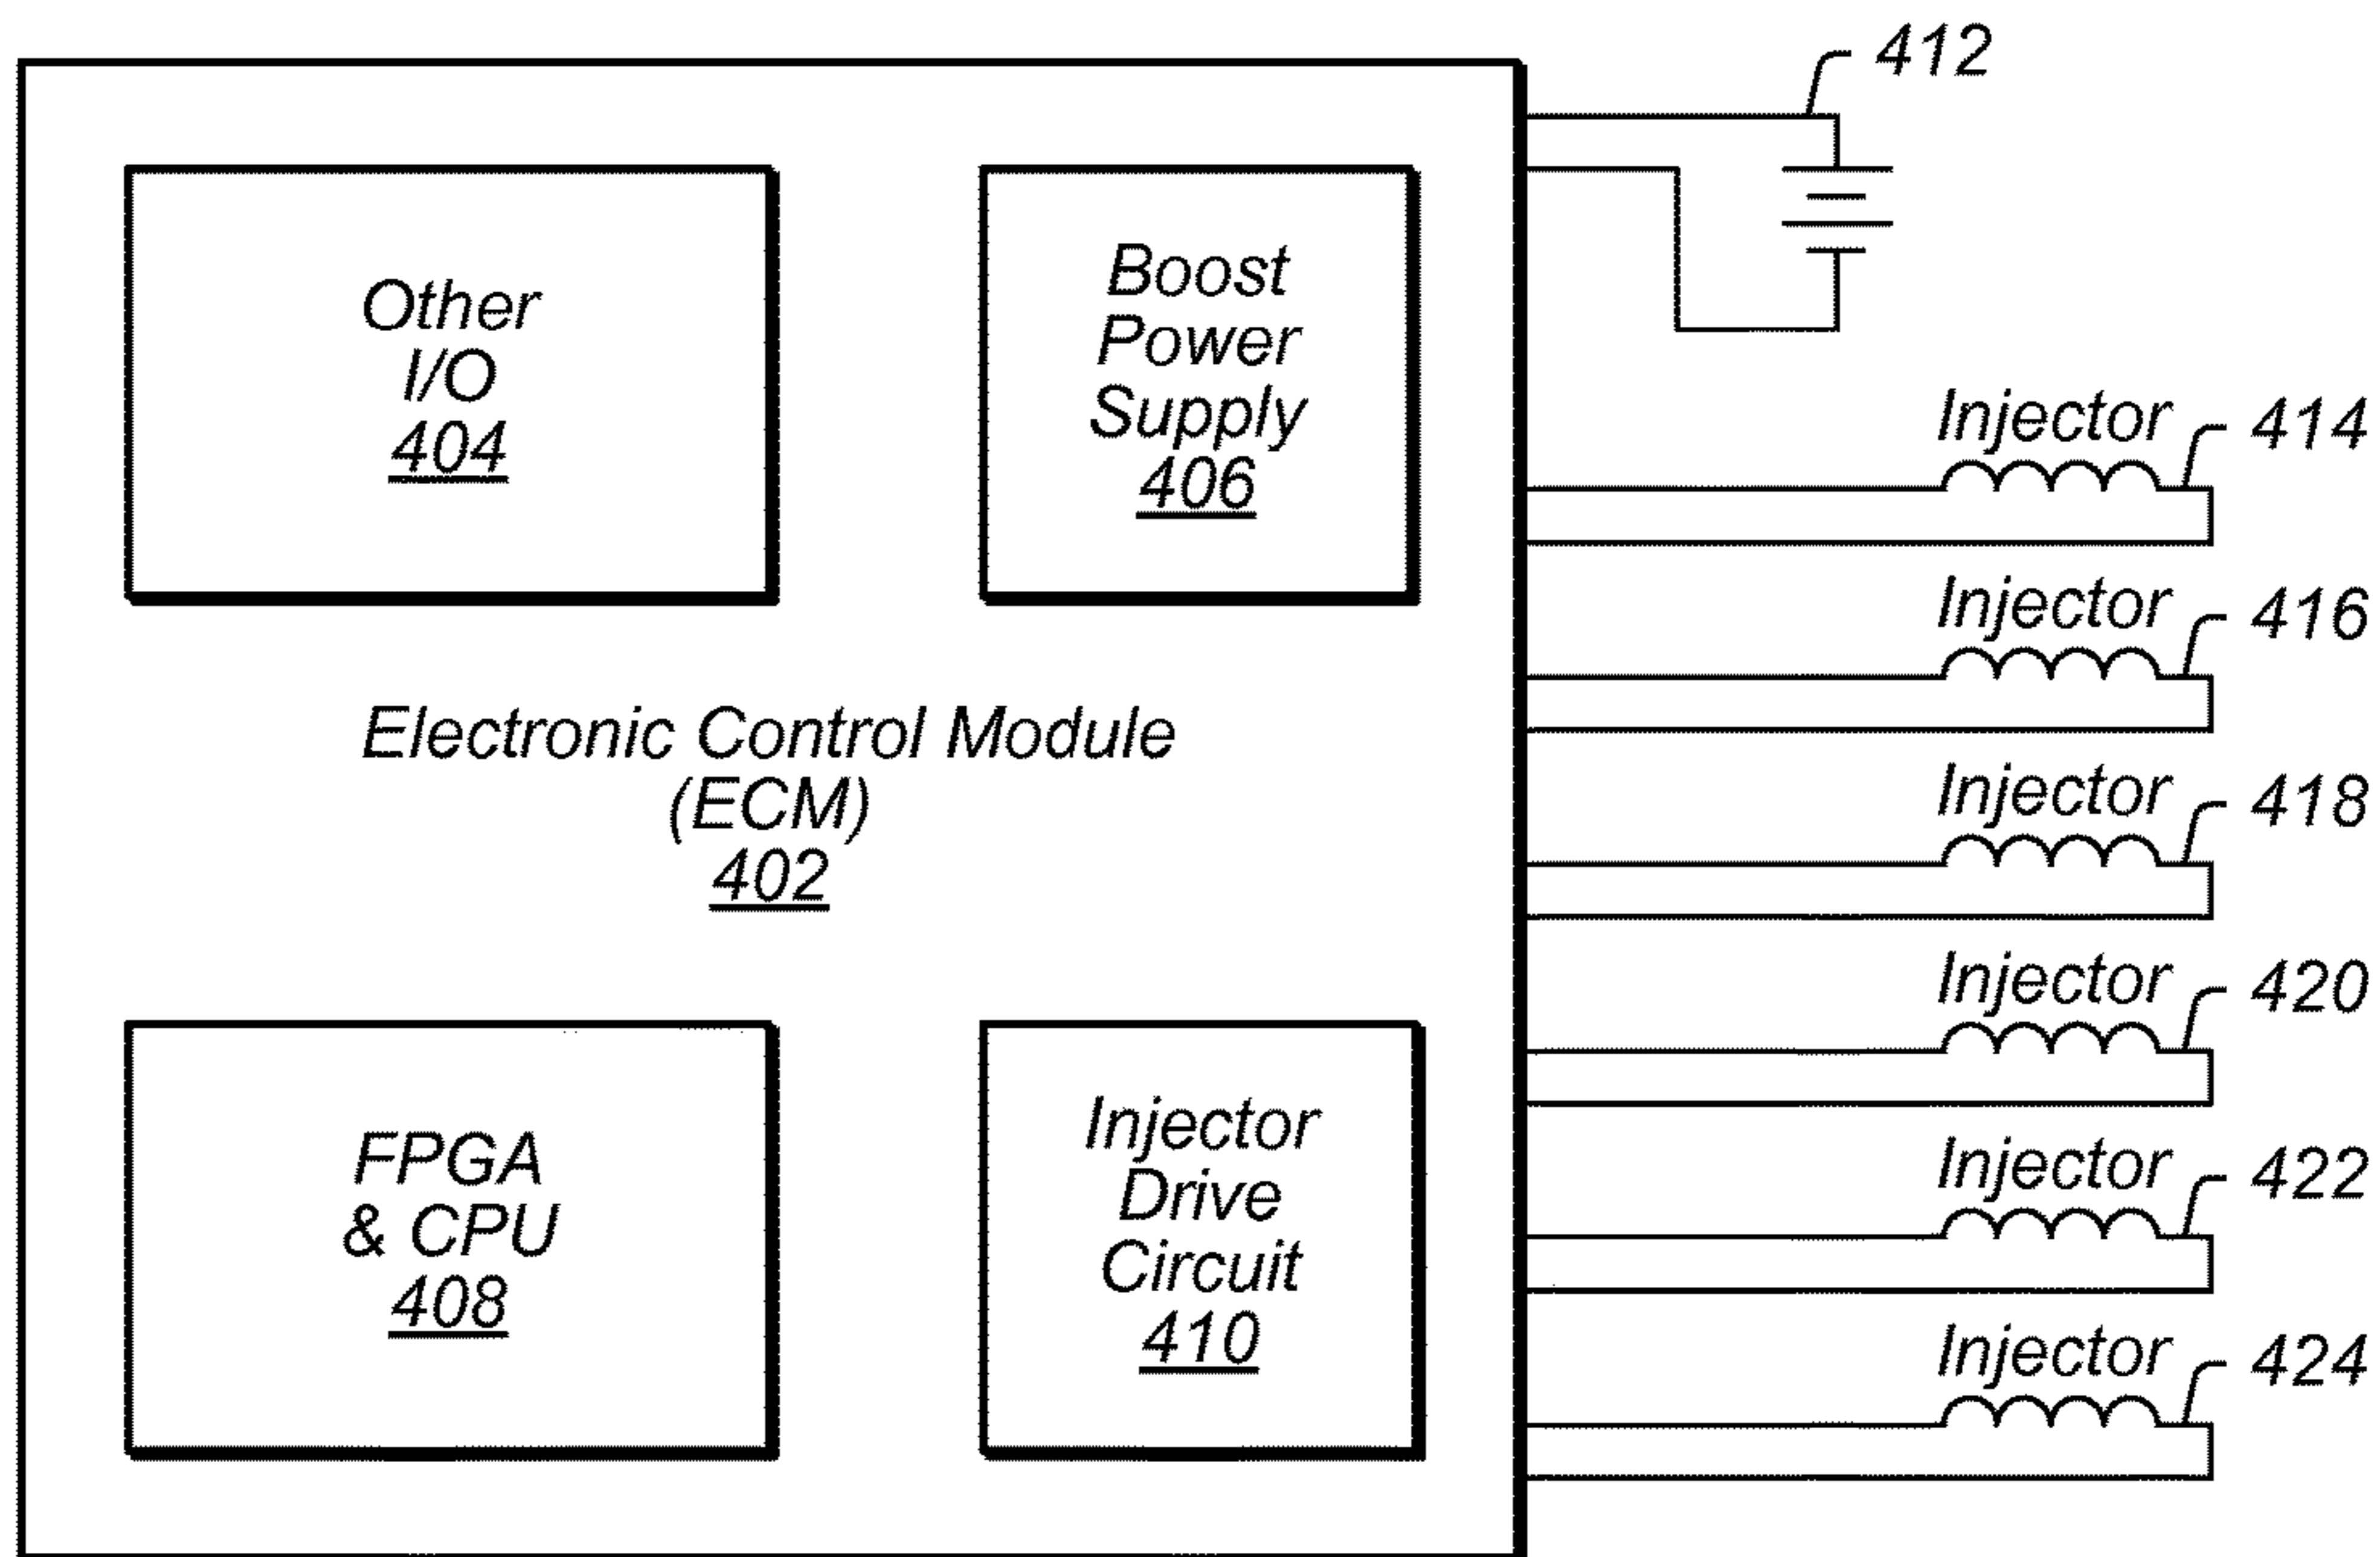 412
Other
I/O
404
Boost
Power
Supply
406
Injector 414
Injector 416
Electronic Control Module
(ECM)
402
Injector 418
Injector 420
FPGA
& CPU
408
Injector
Drive
Circuit
410
Injector 422
Injector 424